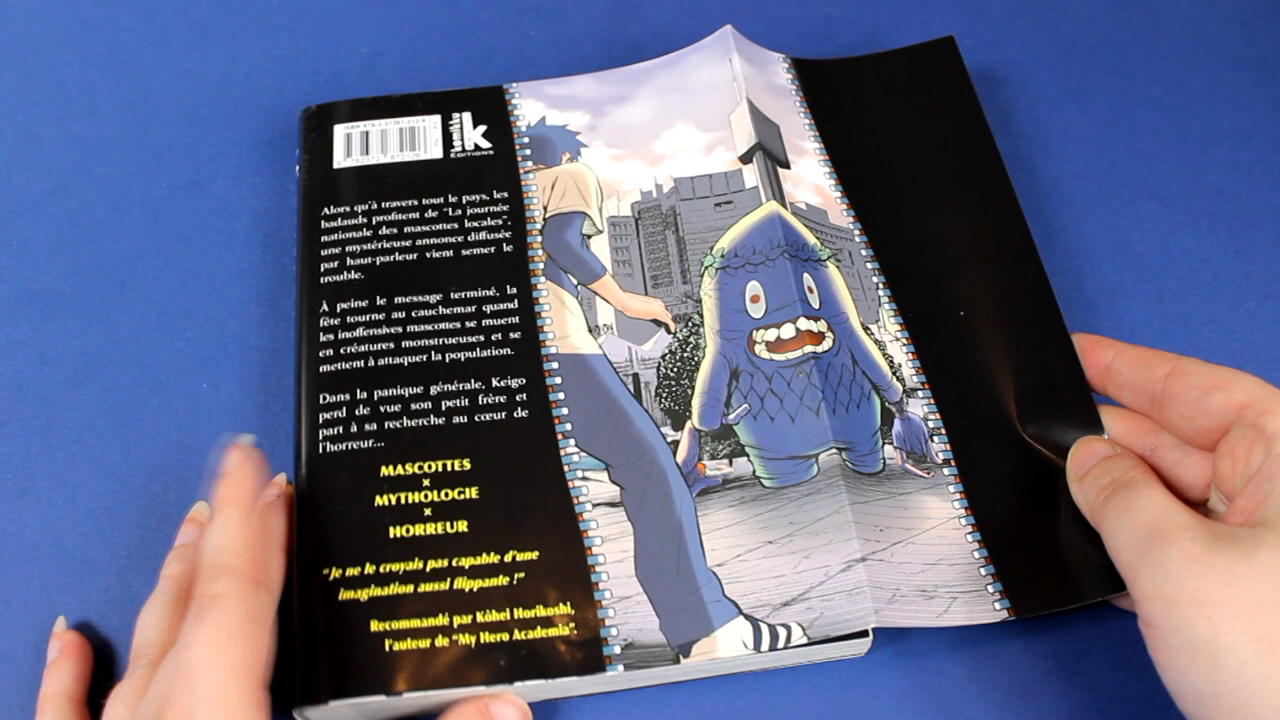 komikku
ÉDITIONS
Alors qu'à travers tout le pays, les
badauds profitent de "La journée
nationale des mascottes locales",
une mystérieuse annonce diffusée
par haut-parleur vient semer le
trouble.
À peine le message terminé, la
fête tourne au cauchemar quand
les inoffensives mascottes se muent
en créatures monstrueuses et se
mettent à attaquer la population.
Dans la panique générale, Keigo
perd de vue son petit frère et
part à sa recherche au cœur de
l'horreur...
MASCOTTES
×
MYTHOLOGIE
×
HORREUR
"Je ne le croyais pas capable d'une
imagination aussi flippante !"
Recommandé par Kôhei Horikoshi,
l'auteur de "My Hero Academia".